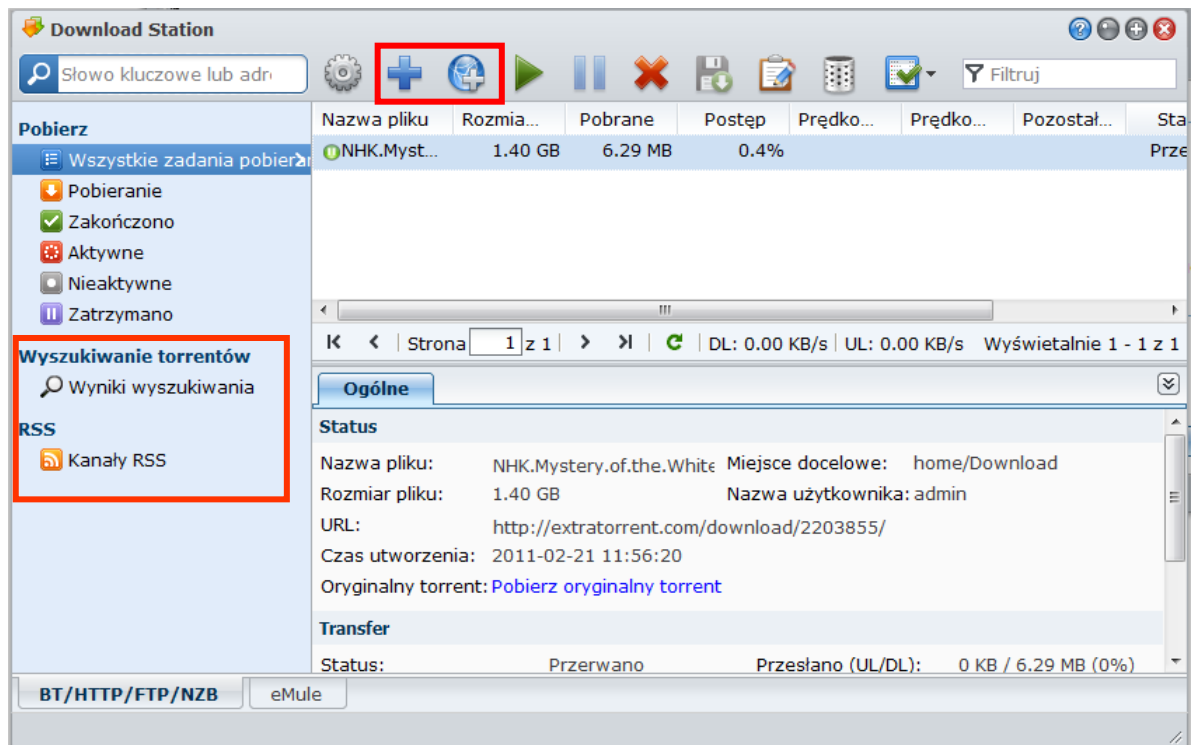 Download Station
Słowo kluczowe lub adr
Filtruj
Pobierz
Wszystkie zadania pobiera
Pobieranie
Zakończono
Aktywne
Nieaktywne
Zatrzymano
Wyszukiwanie torrentów
Wyniki wyszukiwania
RSS
Kanały RSS
Nazwa pliku Rozmia... Pobrane Postęp Prędko... Prędko... Pozostał... Sta
NHK.Myst... 1.40 GB 6.29 MB 0.4% Prze
Strona 1 z 1 DL: 0.00 KB/s UL: 0.00 KB/s Wyświetalnie 1 - 1 z 1
Ogólne
Status
Nazwa pliku: NHK.Mystery.of.the.White Miejsce docelowe: home/Download
Rozmiar pliku: 1.40 GB Nazwa użytkownika: admin
URL: http://extratorrent.com/download/2203855/
Czas utworzenia: 2011-02-21 11:56:20
Oryginalny torrent: Pobierz oryginalny torrent
Transfer
Status: Przerwano Przesłano (UL/DL): 0 KB / 6.29 MB (0%)
BT/HTTP/FTP/NZB eMule